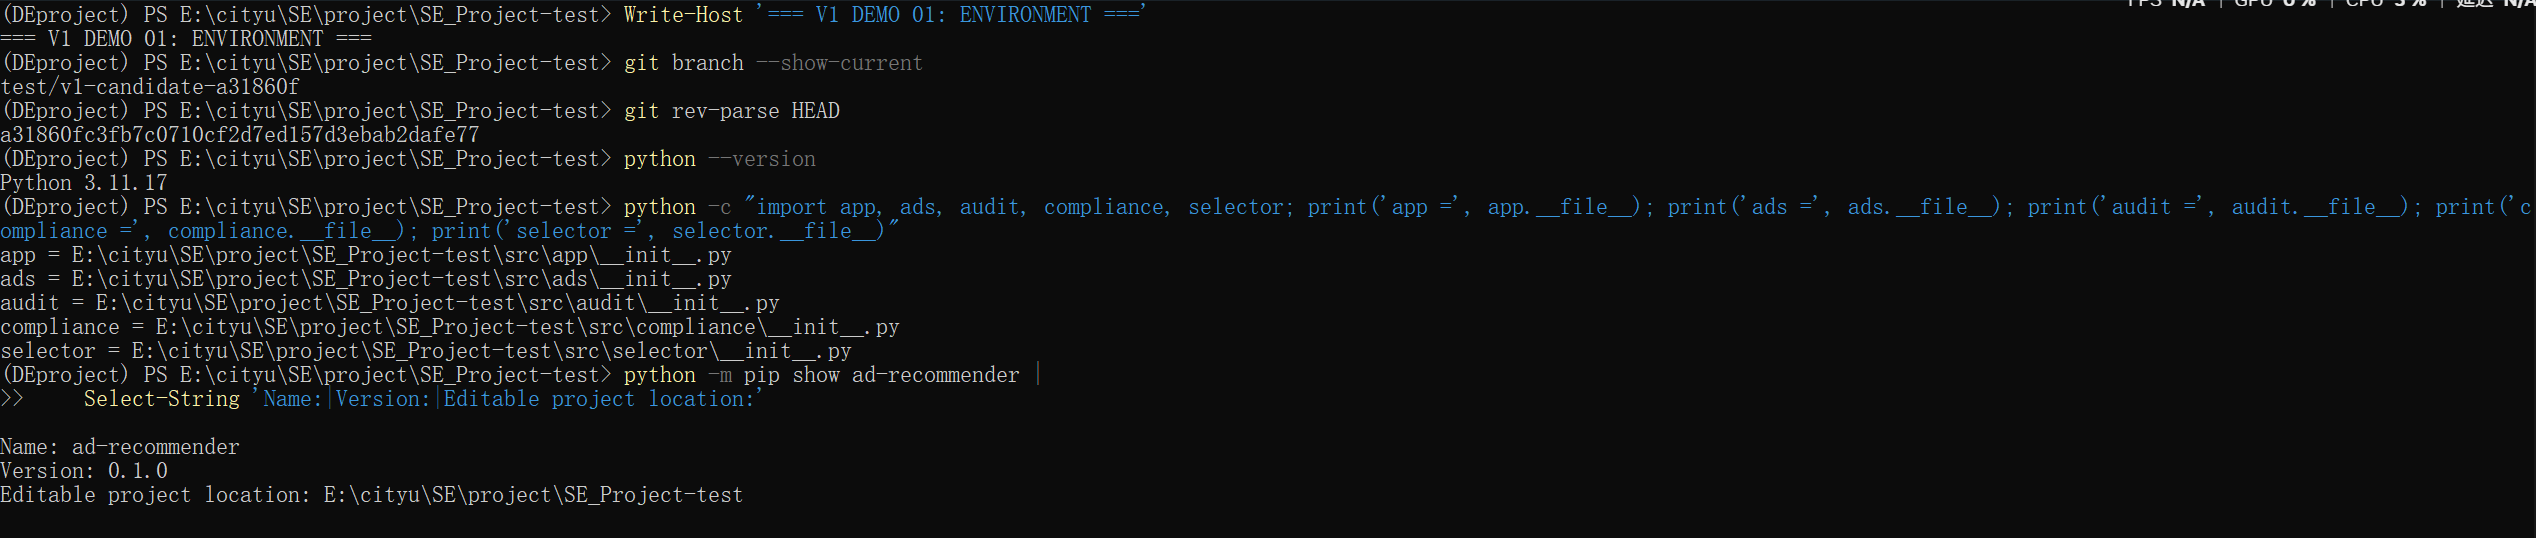 FPS N/A | GPU 0% | CPU 3% | 延迟 N/A
(DEproject) PS E:\cityu\SE\project\SE_Project-test> Write-Host '=== V1 DEMO 01: ENVIRONMENT ==='
=== V1 DEMO 01: ENVIRONMENT ===
(DEproject) PS E:\cityu\SE\project\SE_Project-test> git branch --show-current
test/v1-candidate-a31860f
(DEproject) PS E:\cityu\SE\project\SE_Project-test> git rev-parse HEAD
a31860fc3fb7c0710cf2d7ed157d3ebab2dafe77
(DEproject) PS E:\cityu\SE\project\SE_Project-test> python --version
Python 3.11.17
(DEproject) PS E:\cityu\SE\project\SE_Project-test> python -c "import app, ads, audit, compliance, selector; print('app =', app.__file__); print('ads =', ads.__file__); print('audit =', audit.__file__); print('c
ompliance =', compliance.__file__); print('selector =', selector.__file__)"
app = E:\cityu\SE\project\SE_Project-test\src\app\__init__.py
ads = E:\cityu\SE\project\SE_Project-test\src\ads\__init__.py
audit = E:\cityu\SE\project\SE_Project-test\src\audit\__init__.py
compliance = E:\cityu\SE\project\SE_Project-test\src\compliance\__init__.py
selector = E:\cityu\SE\project\SE_Project-test\src\selector\__init__.py
(DEproject) PS E:\cityu\SE\project\SE_Project-test> python -m pip show ad-recommender |
>>     Select-String 'Name:|Version:|Editable project location:'
Name: ad-recommender
Version: 0.1.0
Editable project location: E:\cityu\SE\project\SE_Project-test